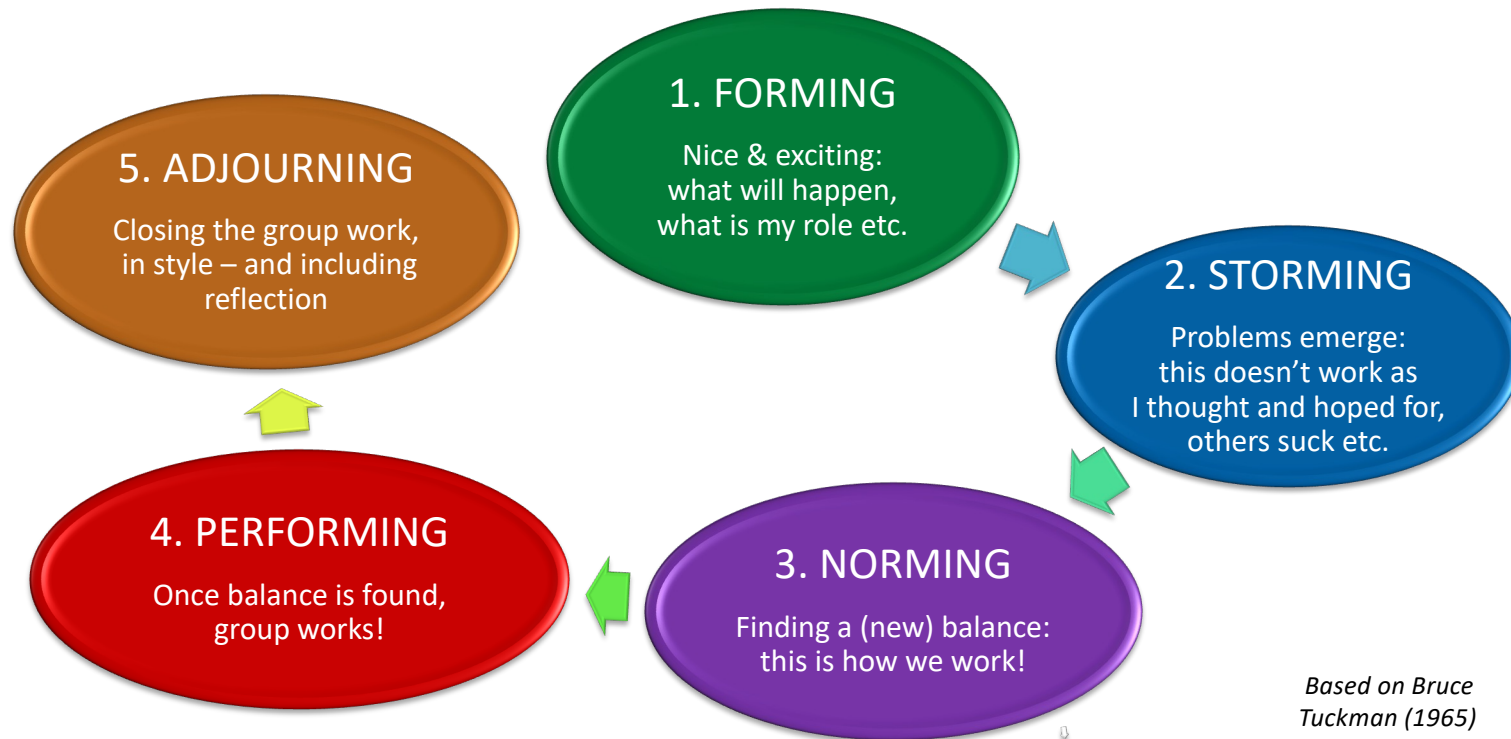 1. FORMING
Nice & exciting:
what will happen,
what is my role etc.
2. STORMING
Problems emerge:
this doesn’t work as
I thought and hoped for,
others suck etc.
3. NORMING
Finding a (new) balance:
this is how we work!
4. PERFORMING
Once balance is found,
group works!
5. ADJOURNING
Closing the group work,
in style – and including
reflection
Based on Bruce
Tuckman (1965)